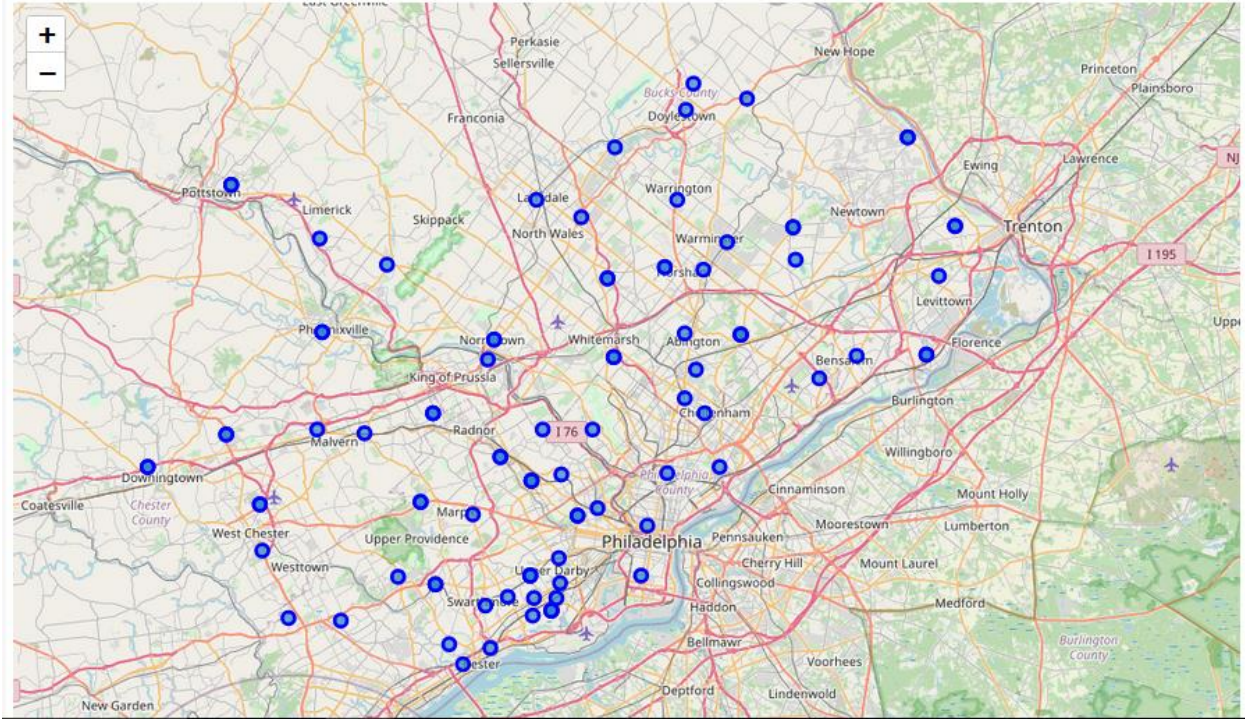 East Greenville
+
−
Perkasie
Sellersville
New Hope
Princeton
Plainsboro
Bucks County
Doylestown
Franconia
Ewing
Lawrence
NJ
Pottstown
Limerick
Skippack
Lansdale
North Wales
Warrington
Newtown
Trenton
Warminster
Horsham
I 195
Levittown
Phoenixville
Norristown
Whitemarsh
Abington
Florence
Bensalem
King of Prussia
Burlington
Cheltenham
Malvern
Radnor
I 76
Willingboro
Downingtown
Philadelphia
County
Cinnaminson
Mount Holly
Coatesville
Chester
County
Marple
Moorestown
Lumberton
West Chester
Upper Providence
Philadelphia
Pennsauken
Westtown
Upper Darby
Cherry Hill
Mount Laurel
Collingswood
Swarthmore
Haddon
Medford
Bellmawr
Burlington
County
Chester
Voorhees
Deptford
Lindenwold
New Garden